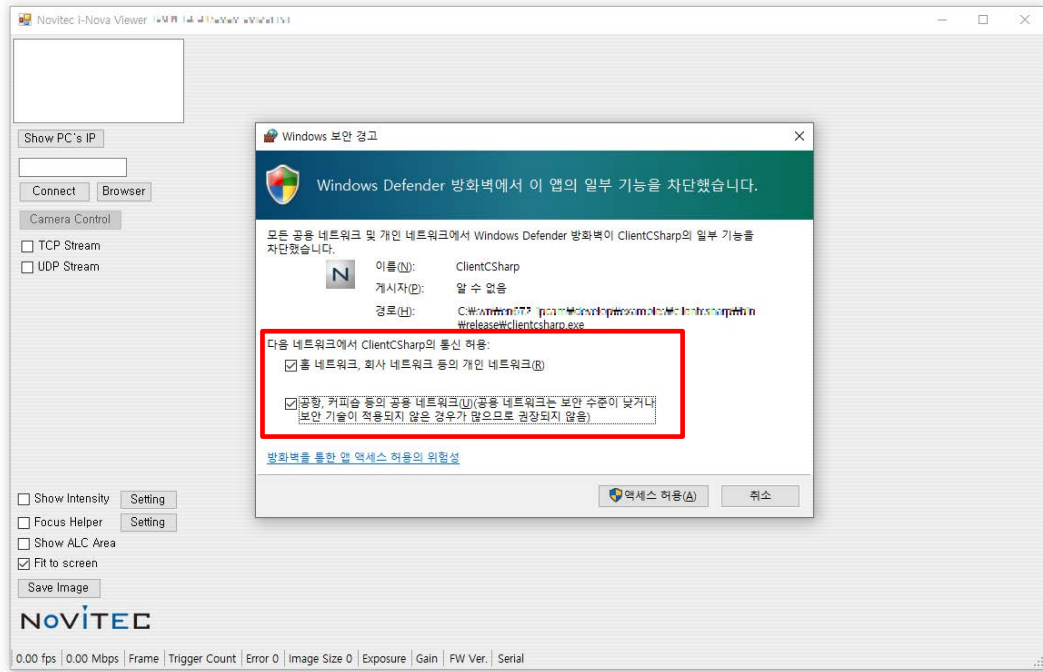 Novitec i-Nova Viewer
Show PC's IP
Connect
Browser
Camera Control
TCP Stream
UDP Stream
Windows 보안 경고
Windows Defender 방화벽에서 이 앱의 일부 기능을 차단했습니다.
모든 공용 네트워크 및 개인 네트워크에서 Windows Defender 방화벽이 ClientCSharp의 일부 기능을
차단했습니다.
N
이름(N): ClientCSharp
게시자(P): 알 수 없음
경로(H):
₩release₩clientcsharp.exe
다음 네트워크에서 ClientCSharp의 통신 허용:
홈 네트워크, 회사 네트워크 등의 개인 네트워크(R)
공항, 커피숍 등의 공용 네트워크(U)(공용 네트워크는 보안 수준이 낮거나
보안 기술이 적용되지 않은 경우가 많으므로 권장되지 않음)
방화벽을 통한 앱 액세스 허용의 위험성
액세스 허용(A)
취소
Show Intensity
Setting
Focus Helper
Setting
Show ALC Area
Fit to screen
Save Image
NOVITEC
0.00 fps
0.00 Mbps
Frame
Trigger Count
Error 0
Image Size 0
Exposure
Gain
FW Ver.
Serial